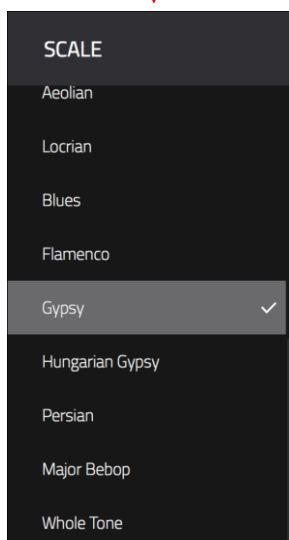 SCALE
Aeolian
Locrian
Blues
Flamenco
Gypsy
Hungarian Gypsy
Persian
Major Bebop
Whole Tone